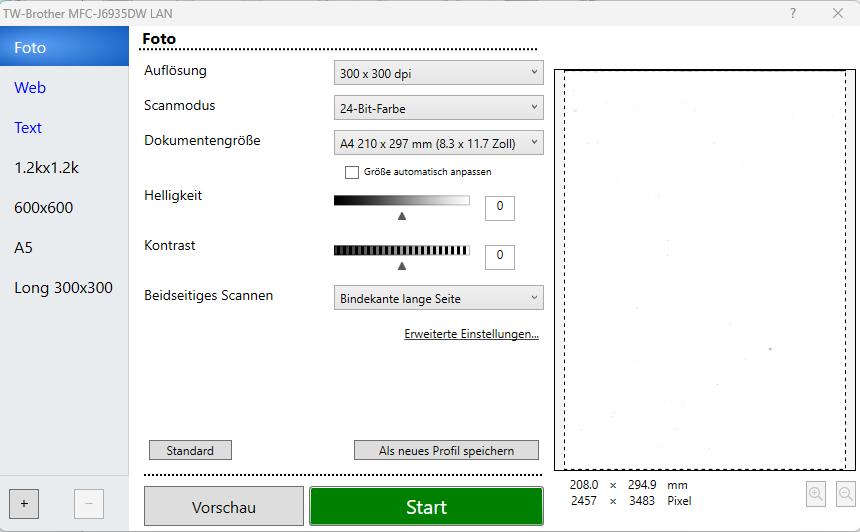 TW-Brother MFC-J6935DW LAN
?
Foto
Web
Text
1.2kx1.2k
600x600
A5
Long 300x300
+
−
Foto
Auflösung
300 x 300 dpi
Scanmodus
24-Bit-Farbe
Dokumentengröße
A4 210 x 297 mm (8.3 x 11.7 Zoll)
Größe automatisch anpassen
Helligkeit
0
Kontrast
0
Beidseitiges Scannen
Bindekante lange Seite
Erweiterte Einstellungen...
Standard
Als neues Profil speichern
Vorschau
Start
208.0 × 294.9 mm
2457 × 3483 Pixel